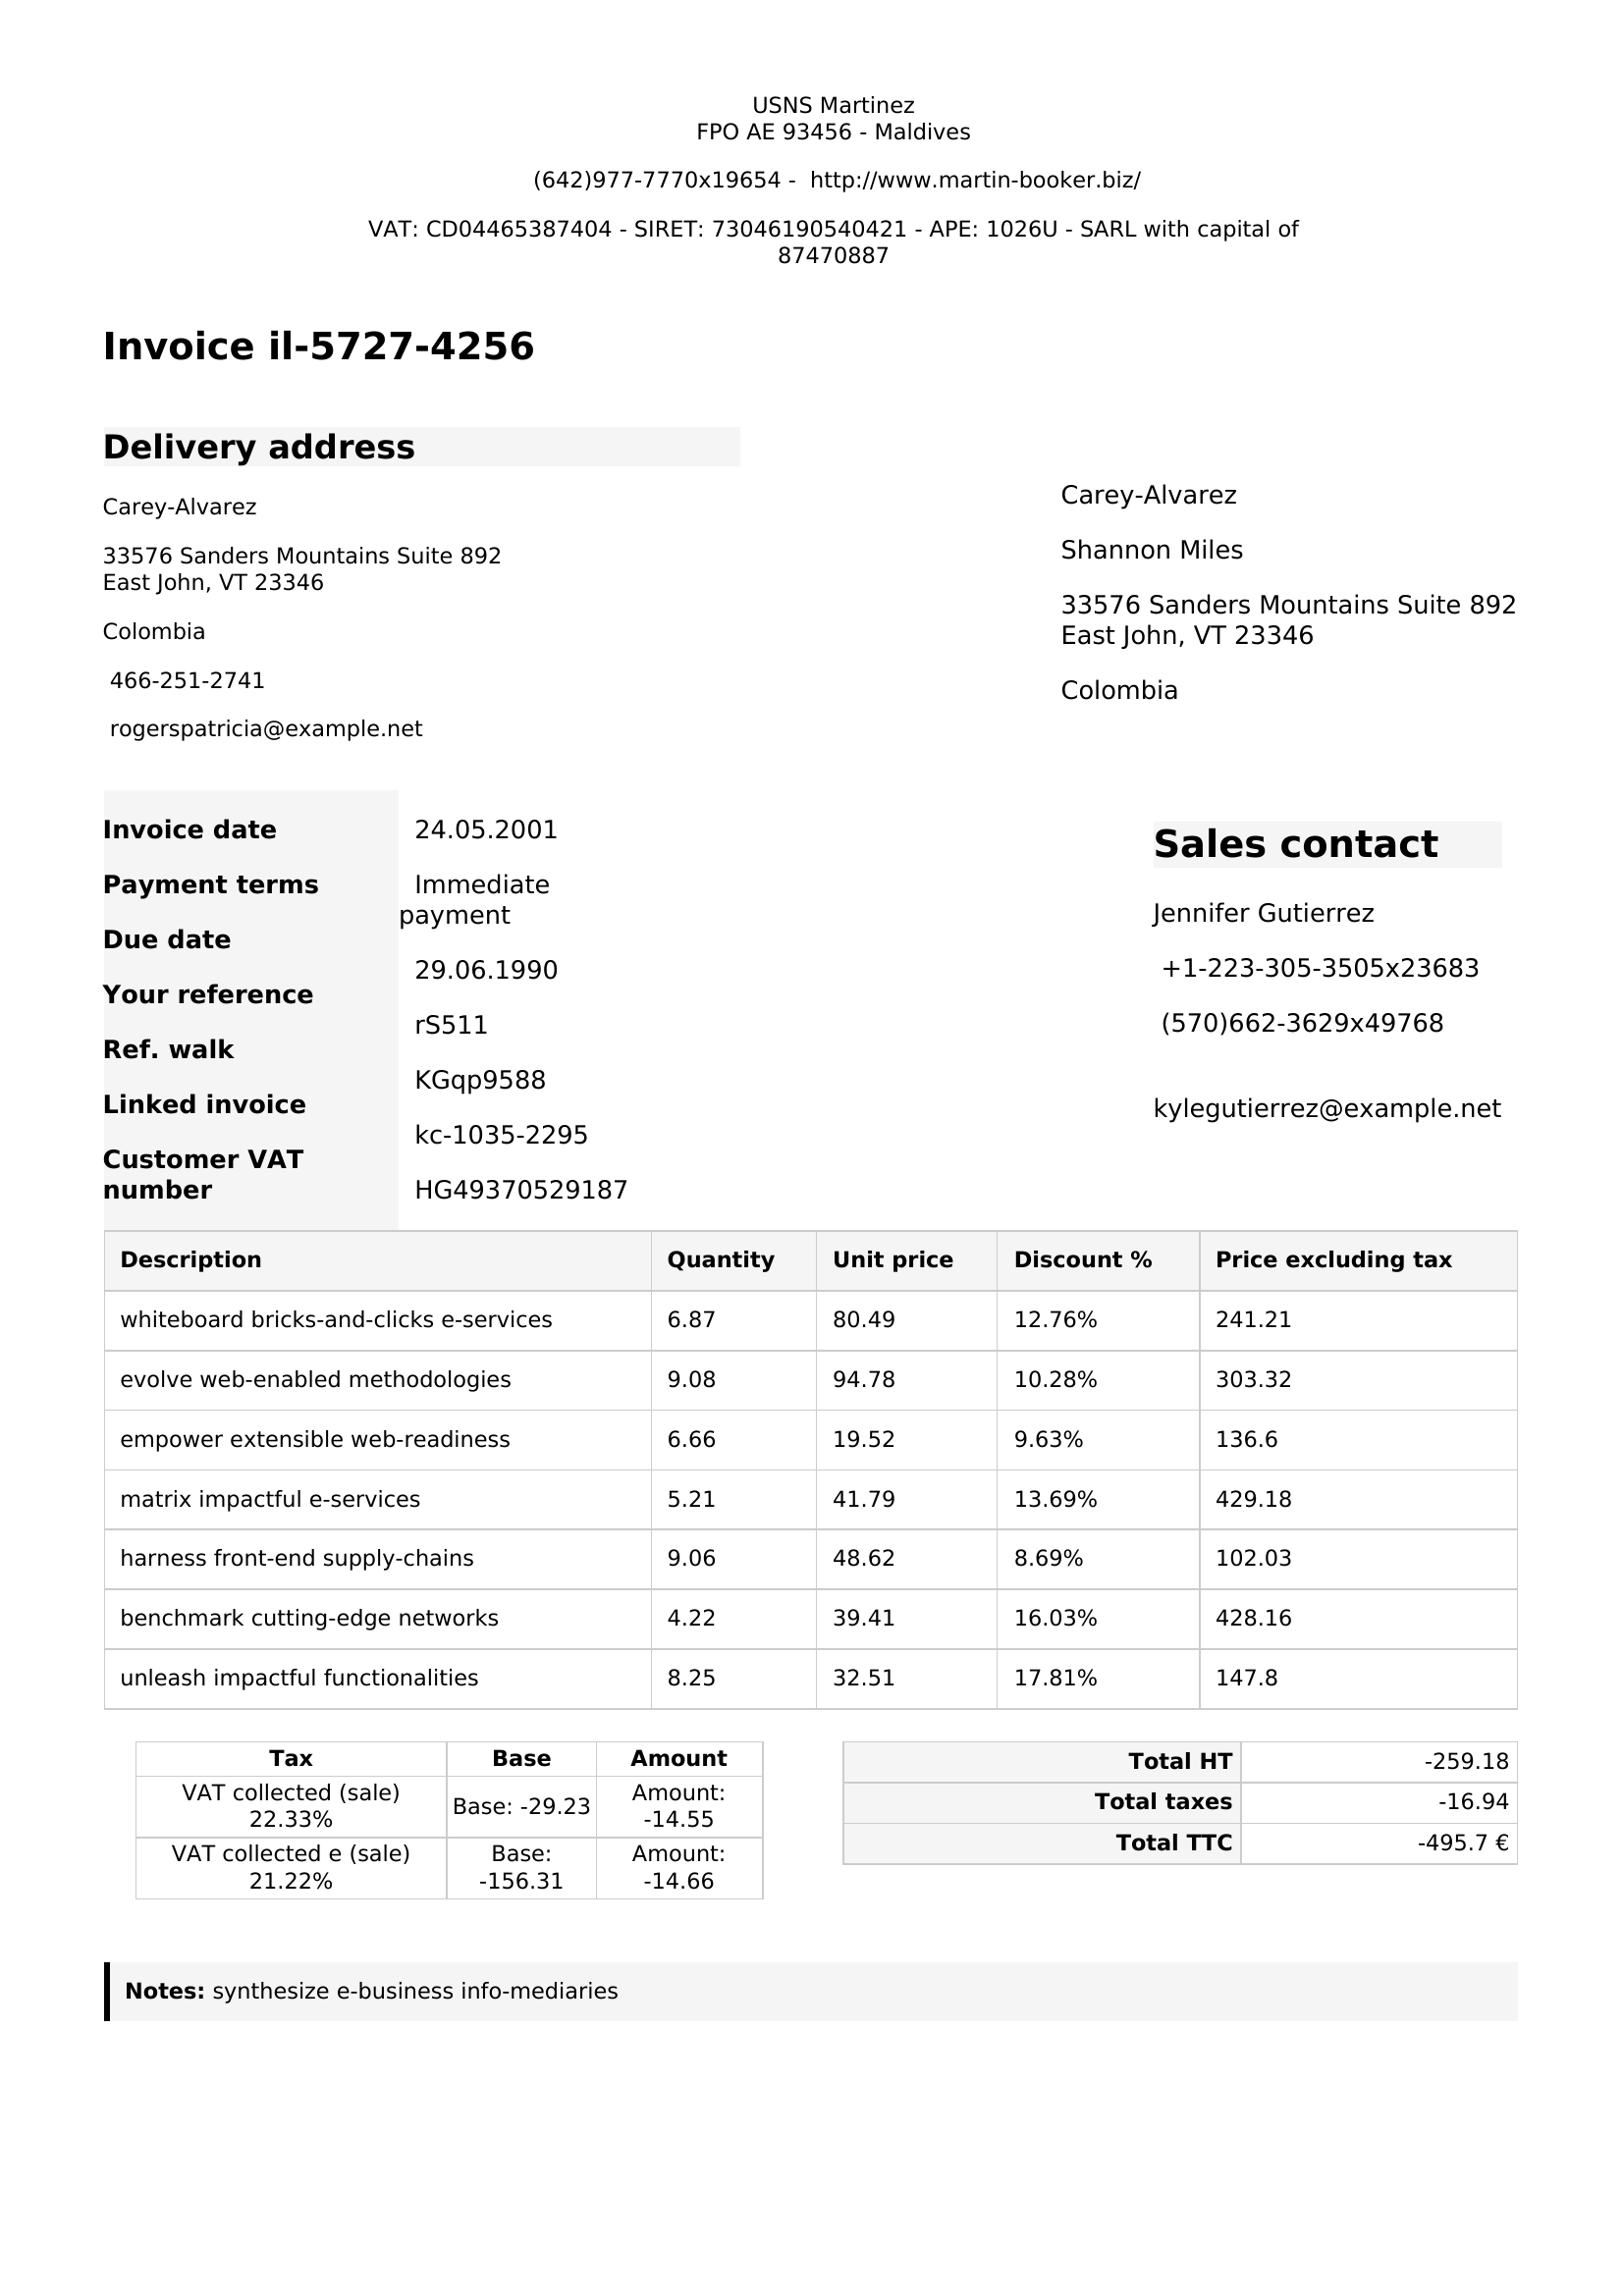 USNS Martinez
FPO AE 93456 - Maldives
(642)977-7770x19654 -  http://www.martin-booker.biz/
VAT: CD04465387404 - SIRET: 73046190540421 - APE: 1026U - SARL with capital of
87470887
Invoice il-5727-4256
Delivery address
Carey-Alvarez
33576 Sanders Mountains Suite 892
East John, VT 23346
Colombia
466-251-2741
rogerspatricia@example.net
Carey-Alvarez
Shannon Miles
33576 Sanders Mountains Suite 892
East John, VT 23346
Colombia
Invoice date
Payment terms
Due date
Your reference
Ref. walk
Linked invoice
Customer VAT
number
24.05.2001
Immediate
payment
29.06.1990
rS511
KGqp9588
kc-1035-2295
HG49370529187
Sales contact
Jennifer Gutierrez
+1-223-305-3505x23683
(570)662-3629x49768
kylegutierrez@example.net
Description Quantity Unit price Discount % Price excluding tax
whiteboard bricks-and-clicks e-services 6.87 80.49 12.76% 241.21
evolve web-enabled methodologies 9.08 94.78 10.28% 303.32
empower extensible web-readiness 6.66 19.52 9.63% 136.6
matrix impactful e-services 5.21 41.79 13.69% 429.18
harness front-end supply-chains 9.06 48.62 8.69% 102.03
benchmark cutting-edge networks 4.22 39.41 16.03% 428.16
unleash impactful functionalities 8.25 32.51 17.81% 147.8
Tax Base Amount
VAT collected (sale)
22.33%
Base: -29.23
Amount:
-14.55
VAT collected e (sale)
21.22%
Base:
-156.31
Amount:
-14.66
Total HT -259.18
Total taxes -16.94
Total TTC -495.7 €
Notes: synthesize e-business info-mediaries